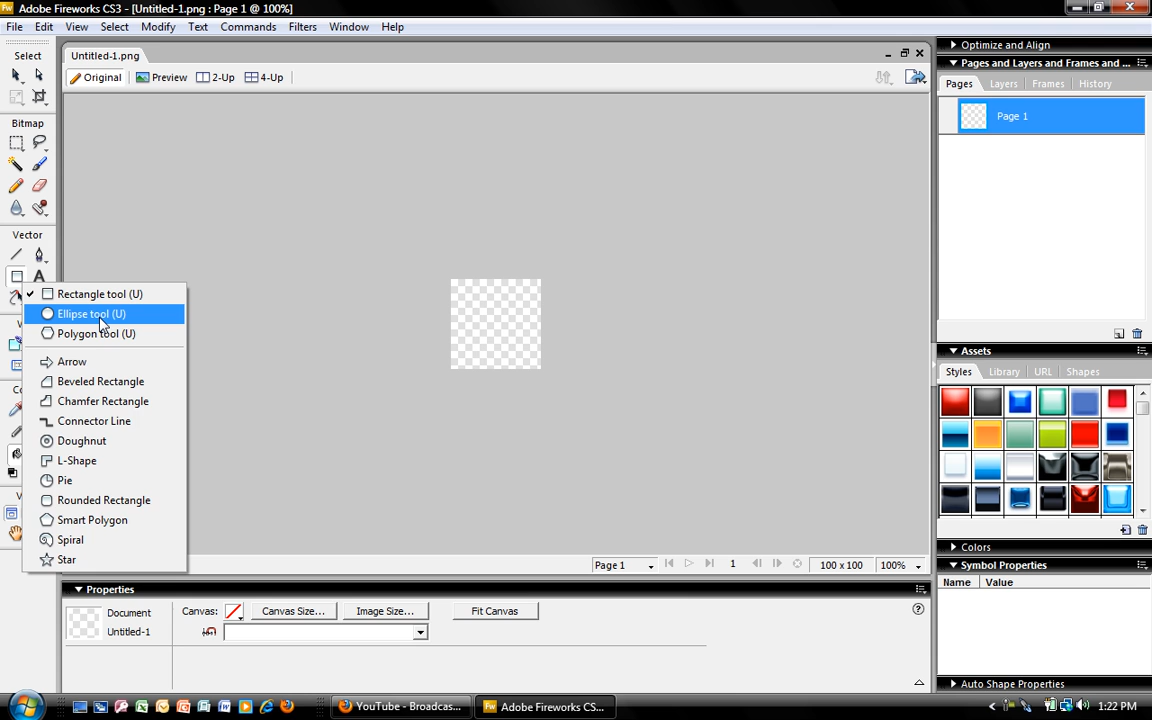 Adobe Fireworks CS3 - [Untitled-1.png : Page 1 @ 100%]
File Edit View Select Modify Text Commands Filters Window Help
Select
Bitmap
Vector
Untitled-1.png
Original Preview 2-Up 4-Up
A
Rectangle tool (U)
Ellipse tool (U)
Polygon tool (U)
Arrow
Beveled Rectangle
Chamfer Rectangle
Connector Line
Doughnut
L-Shape
Pie
Rounded Rectangle
Smart Polygon
Spiral
Star
Page 1 1 100 x 100 100%
Properties
Document
Untitled-1
Canvas: Canvas Size... Image Size... Fit Canvas
Optimize and Align
Pages and Layers and Frames and ...
Pages Layers Frames History
Page 1
Assets
Styles Library URL Shapes
Colors
Symbol Properties
Name Value
Auto Shape Properties
YouTube - Broadcas...
Fw Adobe Fireworks CS...
1:22 PM